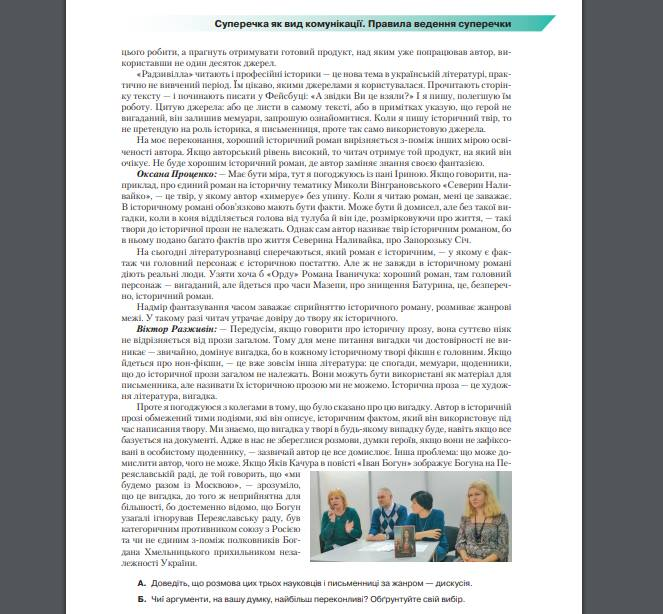 Суперечка як вид комунікації. Правила ведення суперечки
цього робити, а прагнуть отримувати готовий продукт, над яким уже попрацював автор, ви-
користавши не один десяток джерел.
«Радзивілла» читають і професійні історики — це нова тема в українській літературі, прак-
тично не вивчений період. Їм цікаво, якими джерелами я користувалася. Прочитають сторін-
ку тексту — і починають писати у Фейсбуці: «А звідки Ви це взяли?» І я пишу, полегшую їм
роботу. Цитую джерела: або це листи в самому тексті, або в примітках указую, що герой не
вигаданий, він залишив мемуари, запрошую ознайомитися. Коли я пишу історичний твір, то
не претендую на роль історика, я письменниця, проте так само використовую джерела.
На моє переконання, хороший історичний роман вирізняється з-поміж інших мірою осві-
ченості автора. Якщо авторський рівень високий, то читач отримує той продукт, на який він
очікує. Не буде хорошим історичний роман, де автор заміняє знання своєю фантазією.
Оксана Проценко: — Має бути міра, тут я погоджуюся із пані Іриною. Якщо говорити, на-
приклад, про єдиний роман на історичну тематику Миколи Вінграновського «Северин Нали-
вайко», — це твір, у якому автор «химерує» без упину. Коли я читаю роман, мені це заважає.
В історичному романі обов'язково мають бути факти. Може бути й домисел, але без такої ви-
гадки, коли в коня відділяється голова від тулуба й він іде, розмірковуючи про життя, — такі
твори до історичної прози не належать. Однак сам автор називає твір історичним романом, бо
в ньому подано багато фактів про життя Северина Наливайка, про Запорозьку Січ.
На сьогодні літературознавці сперечаються, який роман є історичним, — у якому є фак-
таж чи головний персонаж є історичною постаттю. Але ж не завжди в історичному романі
діють реальні люди. Узяти хоча б «Орду» Романа Іваничука: хороший роман, там головний
персонаж — вигаданий, але йдеться про часи Мазепи, про знищення Батурина, це, безпереч-
но, історичний роман.
Надмір фантазування часом заважає сприйняттю історичного роману, розмиває жанрові
межі. У такому разі читач утрачає довіру до твору як історичного.
Віктор Разживін: — Передусім, якщо говорити про історичну прозу, вона суттєво ніяк
не відрізняється від прози загалом. Тому для мене питання вигадки чи достовірності не ви-
никає — звичайно, домінує вигадка, бо в кожному історичному творі фікшн є головним. Якщо
йдеться про нон-фікшн, — це вже зовсім інша література: це спогади, мемуари, щоденники,
що до історичної прози загалом не належать. Вони можуть бути використані як матеріал для
письменника, але називати їх історичною прозою ми не можемо. Історична проза — це худож-
ня література, вигадка.
Проте я погоджуюся з колегами в тому, що було сказано про цю вигадку. Автор в історичній
прозі обмежений тими подіями, які він описує, історичним фактом, який він використовує під
час написання твору. Ми знаємо, що вигадка у творі в будь-якому випадку буде, навіть якщо все
базується на документі. Адже в нас не збереглися розмови, думки героїв, якщо вони не зафіксо-
вані в особистому щоденнику, — зазвичай автор це все домислює. Інша проблема: що може до-
мислити автор, чого не може. Якщо Яків Качура в повісті «Іван Богун» зображує Богуна на Пе-
реяславській раді, де той говорить, що «ми
будемо разом із Москвою», — зрозуміло,
що це вигадка, до того ж неприйнятна для
більшості, бо достеменно відомо, що Богун
узагалі ігнорував Переяславську раду, був
категоричним противником союзу з Росією
та чи не єдиним з-поміж полковників Бог-
дана Хмельницького прихильником неза-
лежності України.
А. Доведіть, що розмова цих трьох науковців і письменниці за жанром — дискусія.
Б. Чиї аргументи, на вашу думку, найбільш переконливі? Обґрунтуйте свій вибір.